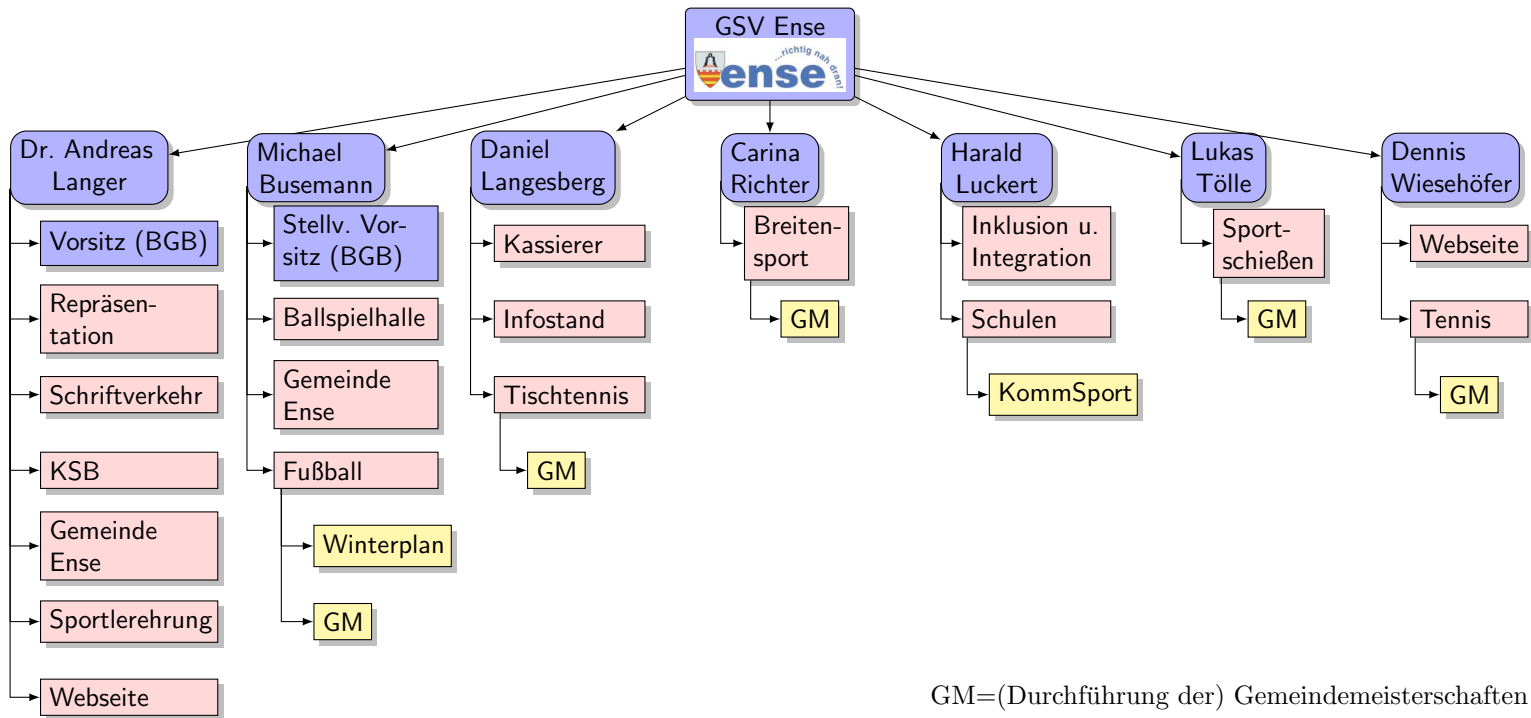 GSV Ense
...richtig nah dran!
ense
Dr. Andreas
Langer
Vorsitz (BGB)
Repräsen-
tation
Schriftverkehr
KSB
Gemeinde
Ense
Sportlerehrung
Webseite
Michael
Busemann
Stellv. Vor-
sitz (BGB)
Ballspielhalle
Gemeinde
Ense
Fußball
Winterplan
GM
Daniel
Langesberg
Kassierer
Infostand
Tischtennis
GM
Carina
Richter
Breiten-
sport
GM
Harald
Luckert
Inklusion u.
Integration
Schulen
KommSport
Lukas
Tölle
Sport-
schießen
GM
Dennis
Wiesehöfer
Webseite
Tennis
GM
GM=(Durchführung der) Gemeindemeisterschaften